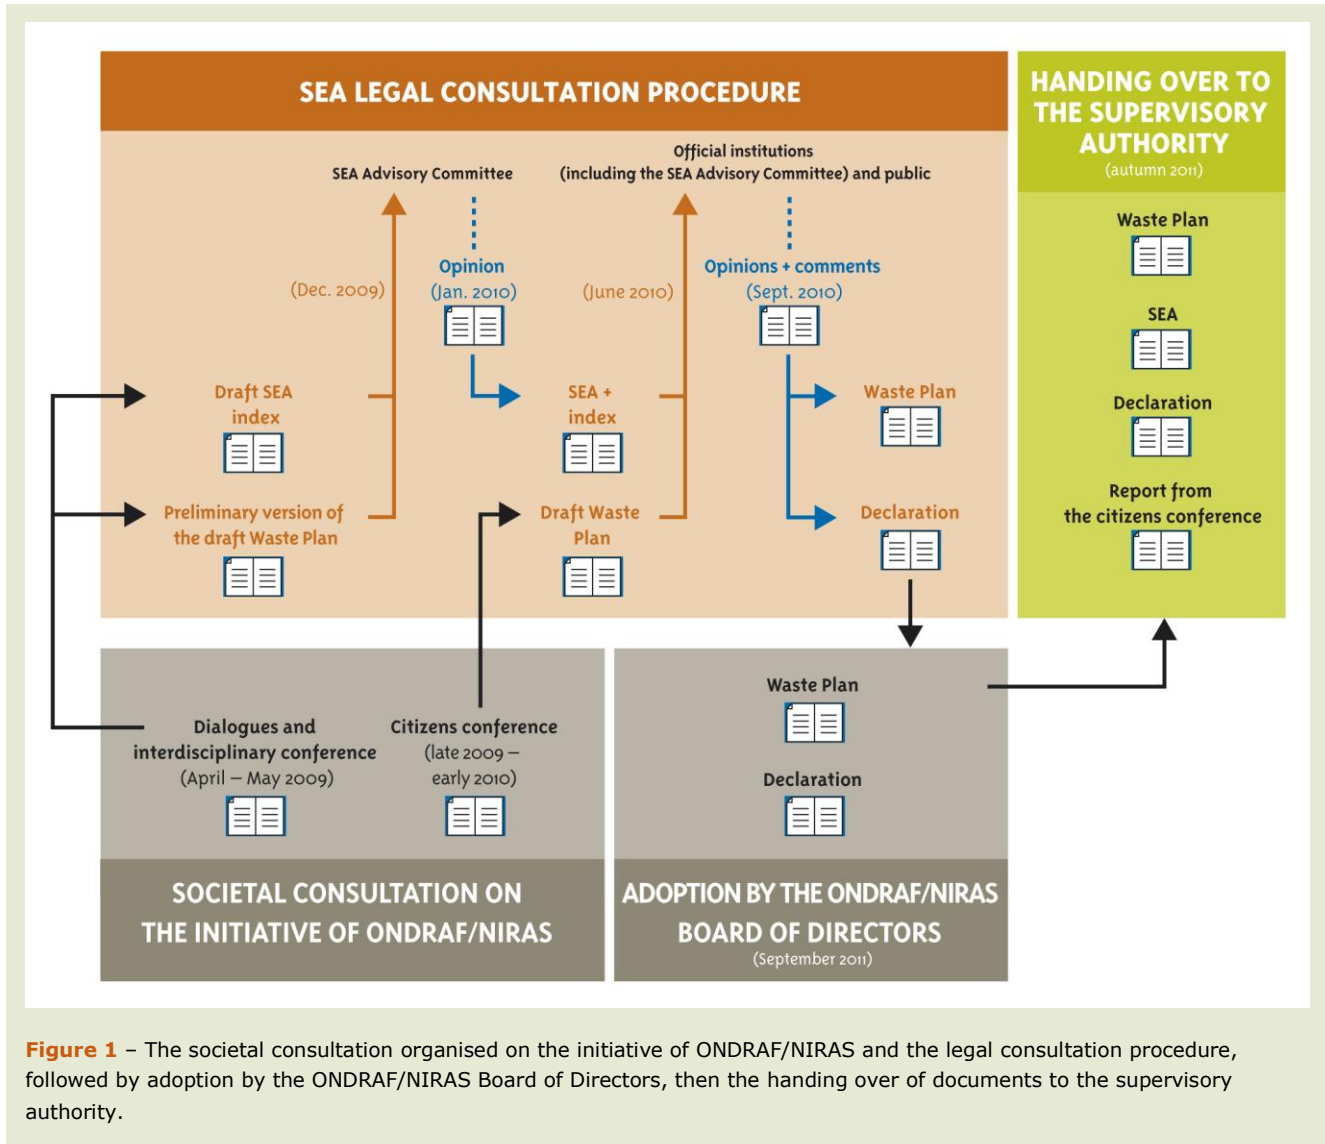 SEA LEGAL CONSULTATION PROCEDURE
SEA Advisory Committee
Official institutions
(including the SEA Advisory Committee) and public
(Dec. 2009)
Opinion
(Jan. 2010)
(June 2010)
Opinions + comments
(Sept. 2010)
Draft SEA
index
SEA +
index
Waste Plan
Preliminary version of
the draft Waste Plan
Draft Waste
Plan
Declaration
HANDING OVER TO
THE SUPERVISORY
AUTHORITY
(autumn 2011)
Waste Plan
SEA
Declaration
Report from
the citizens conference
Dialogues and
interdisciplinary conference
(April – May 2009)
Citizens conference
(late 2009 –
early 2010)
SOCIETAL CONSULTATION ON
THE INITIATIVE OF ONDRAF/NIRAS
Waste Plan
Declaration
ADOPTION BY THE ONDRAF/NIRAS
BOARD OF DIRECTORS
(September 2011)
Figure 1 – The societal consultation organised on the initiative of ONDRAF/NIRAS and the legal consultation procedure,
followed by adoption by the ONDRAF/NIRAS Board of Directors, then the handing over of documents to the supervisory
authority.